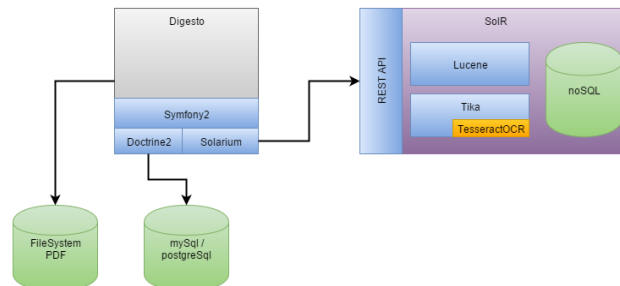 Digesto
Symfony2
Doctrine2
Solarium
FileSystem
PDF
mySql /
postgreSql
REST API
SolR
Lucene
Tika
TesseractOCR
noSQL